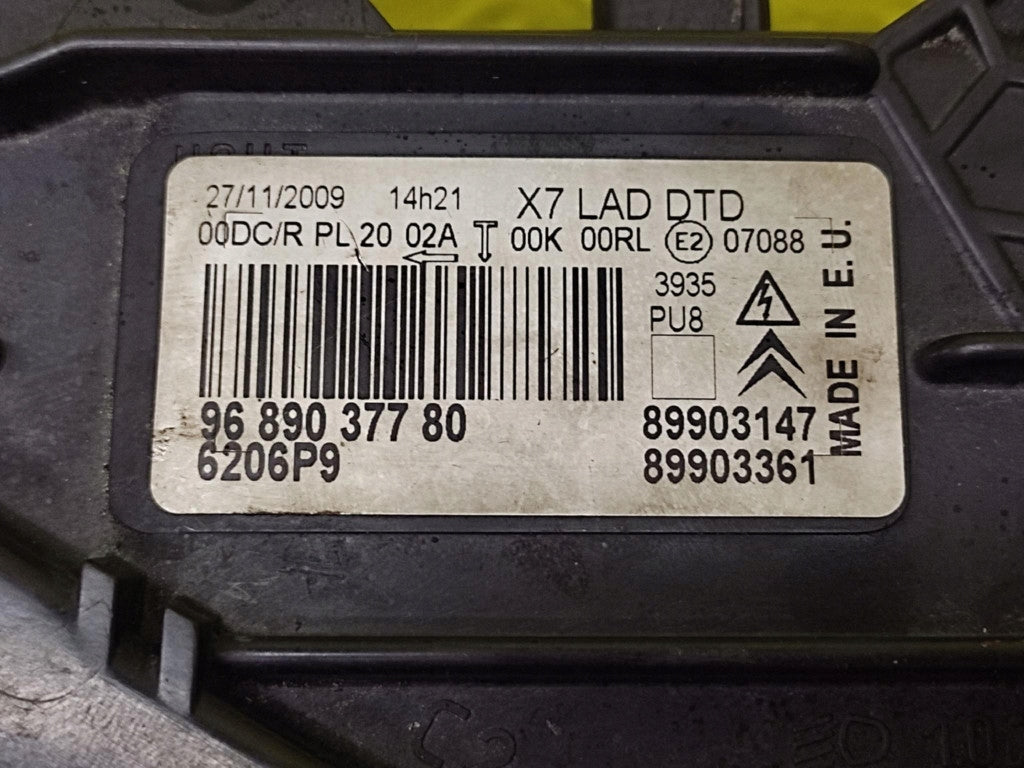 27/11/2009 14h21 X7 LAD DTD
00DC/R PL 20 02A 00K 00RL E2 07088
3935
PU8
96 890 377 80
89903147
6206P9
89903361
MADE IN E.U.